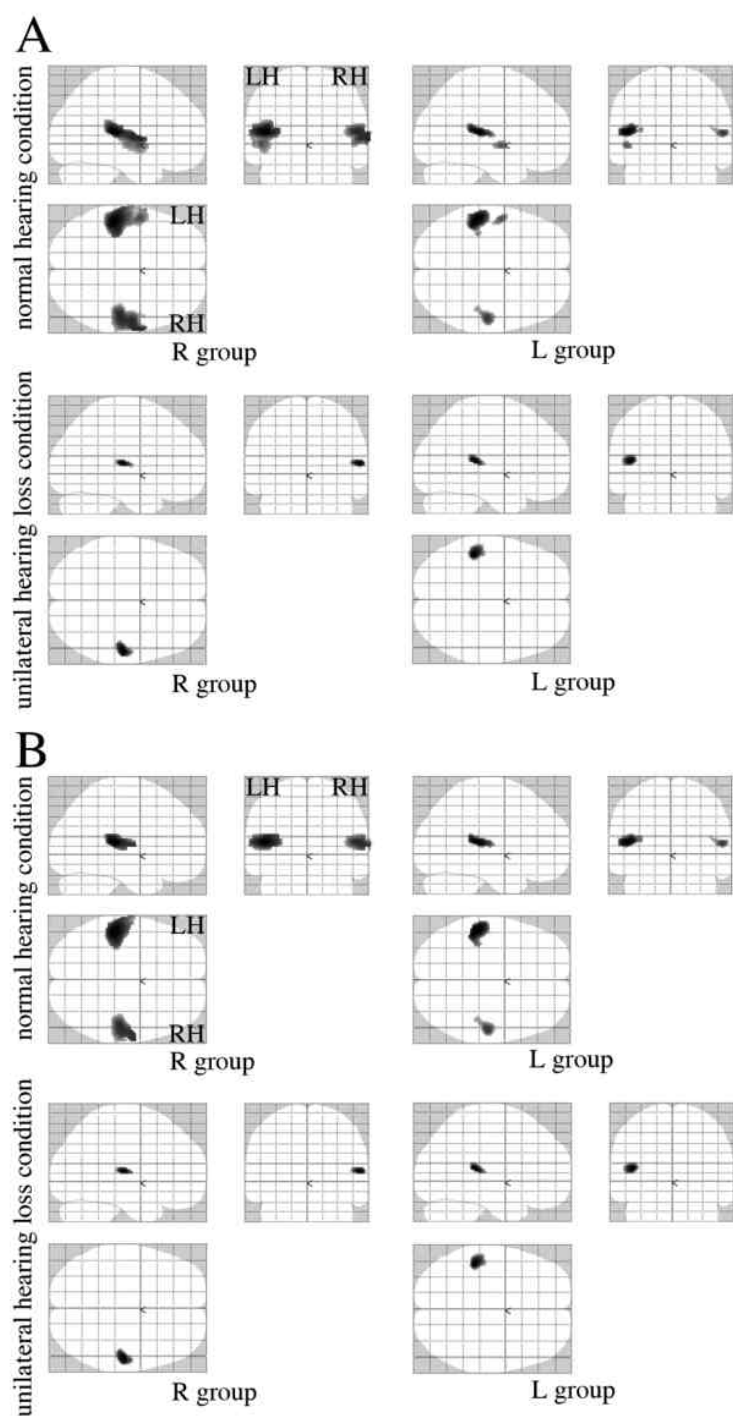 A
normal hearing condition
LH RH
LH
RH
R group
L group
unilateral hearing loss condition
R group
L group
B
normal hearing condition
LH RH
LH
RH
R group
L group
unilateral hearing loss condition
R group
L group